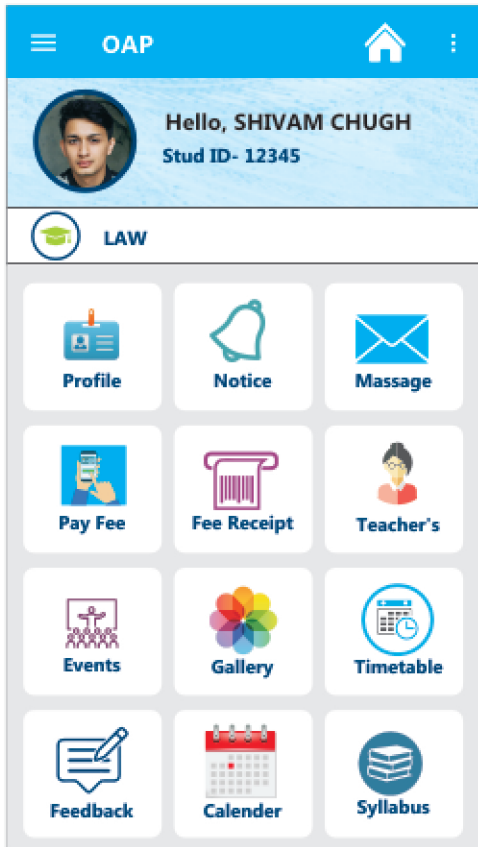 OAP
Hello, SHIVAM CHUGH
Stud ID- 12345
LAW
Profile
Notice
Massage
Pay Fee
Fee Receipt
Teacher's
Events
Gallery
Timetable
Feedback
Calender
Syllabus